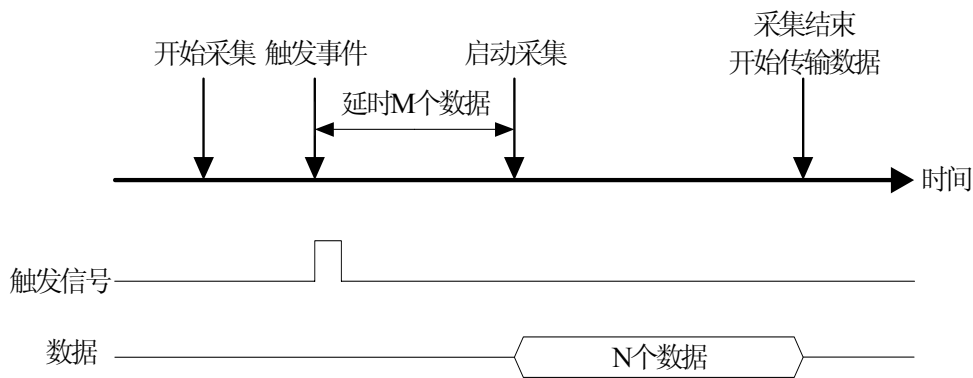 采集结束
开始传输数据
开始采集
触发事件
启动采集
延时M个数据
时间
触发信号
数据
N个数据